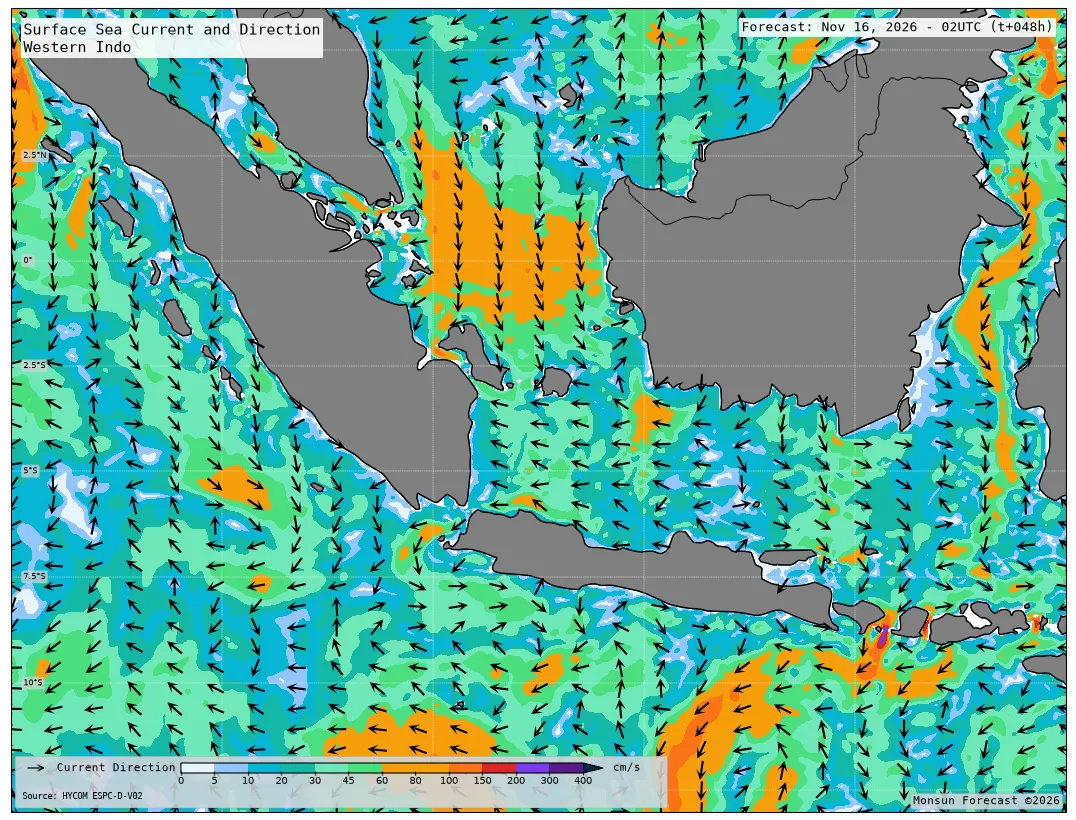 Surface Sea Current and Direction
Western Indo
Forecast: Nov 16, 2026 - 02UTC (t+048h)
2.5°N
0°
2.5°S
5°S
7.5°S
10°S
Current Direction
0 5 10 20 30 45 60 80 100 150 200 300 400
cm/s
Source: HYCOM ESPC-D-V02
Monsun Forecast ©2026